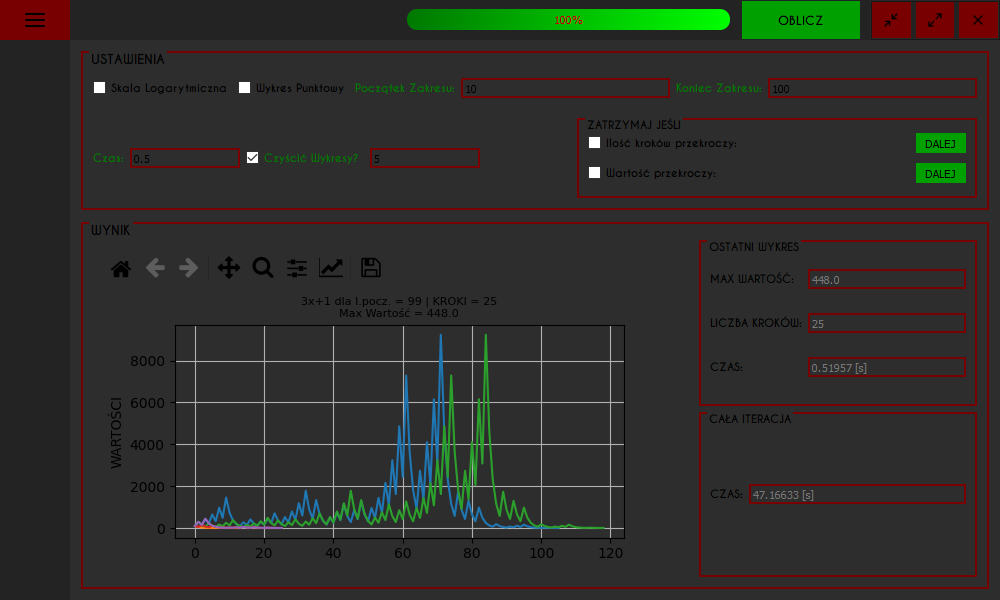 100%
OBLICZ
USTAWIENIA
Skala Logarytmiczna
Wykres Punktowy
Początek Zakresu:
10
Koniec Zakresu:
100
Czas:
0.5
Czyścić Wykresy?
5
ZATRZYMAJ JEŚLI
Ilość kroków przekroczy:
DALEJ
Wartość przekroczy:
DALEJ
WYNIK
3x+1 dla l.pocz. = 99 | KROKI = 25
Max Wartość = 448.0
WARTOŚCI
8000
6000
4000
2000
0
0 20 40 60 80 100 120
OSTATNI WYKRES
MAX WARTOŚĆ:
448.0
LICZBA KROKÓW:
25
CZAS:
0.51957 [s]
CAŁA ITERACJA
CZAS:
47.16633 [s]